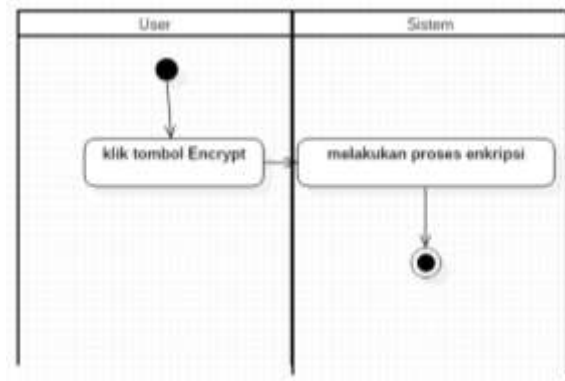 User
Sistem
klik tombol Encrypt
melakukan proses enkripsi